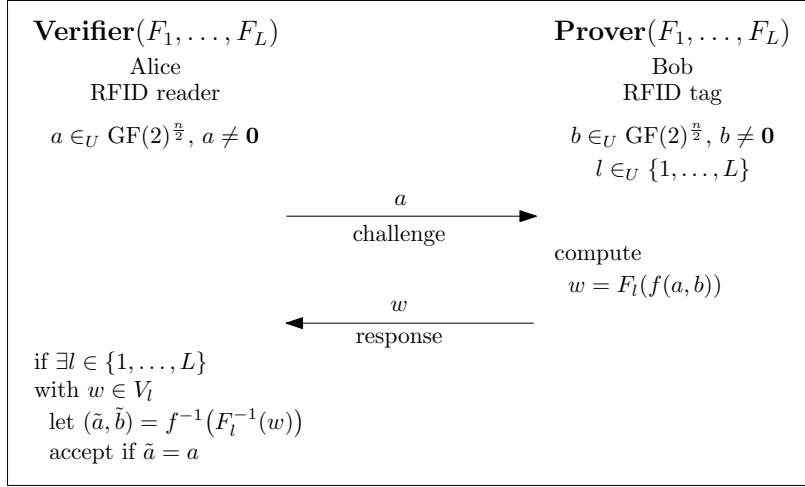 Verifier(F_1, . . . , F_L)
Alice
RFID reader
a ∈_U GF(2)^{n/2}, a ≠ 0
Prover(F_1, . . . , F_L)
Bob
RFID tag
b ∈_U GF(2)^{n/2}, b ≠ 0
l ∈_U {1, . . . , L}
a
challenge
compute
w = F_l(f(a, b))
w
response
if ∃l ∈ {1, . . . , L}
with w ∈ V_l
let (ã, b̃) = f^{-1}(F_l^{-1}(w))
accept if ã = a